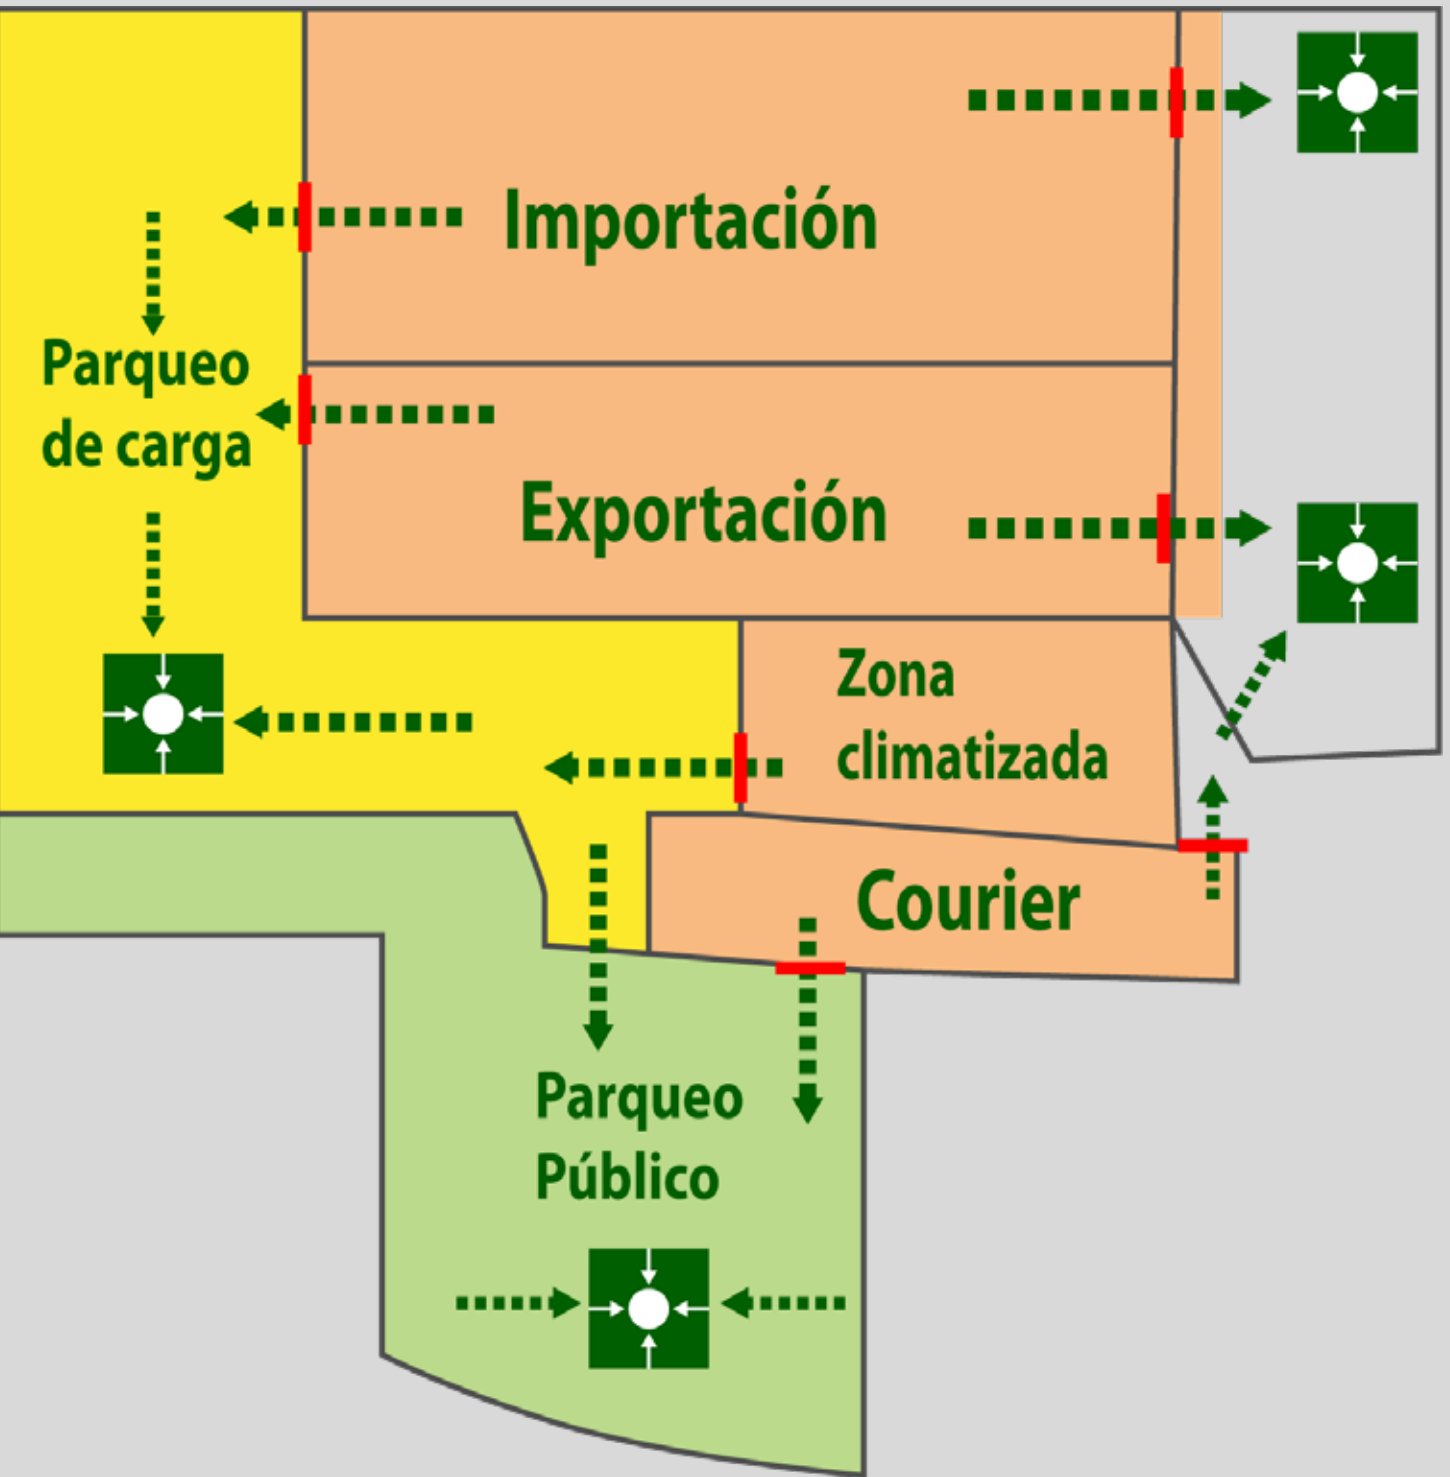 Importación
Parqueo
de carga
Exportación
Zona
climatizada
Courier
Parqueo
Público